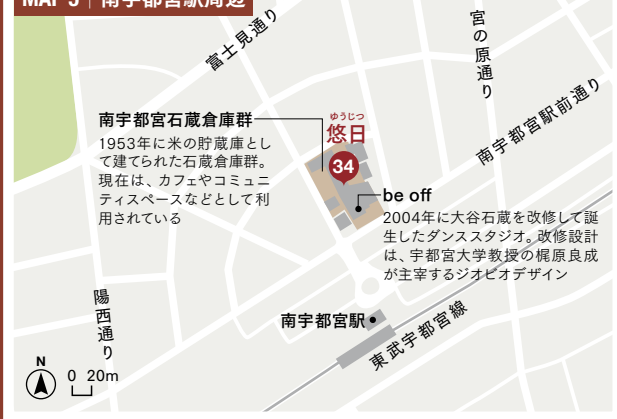 MAP 5｜南宇都宮駅周辺
富士見通り
宮の原通り
南宇都宮駅前通り
南宇都宮石蔵倉庫群
1953年に米の貯蔵庫とし
て建てられた石蔵倉庫群。
現在は、カフェやコミュニ
ティスペースなどとして利
用されている
ゆうじつ
悠日
34
be off
2004年に大谷石蔵を改修して誕
生したダンススタジオ。改修設計
は、宇都宮大学教授の梶原良成
が主宰するジオビオデザイン
陽西通り
南宇都宮駅
東武宇都宮線
N
0 20m